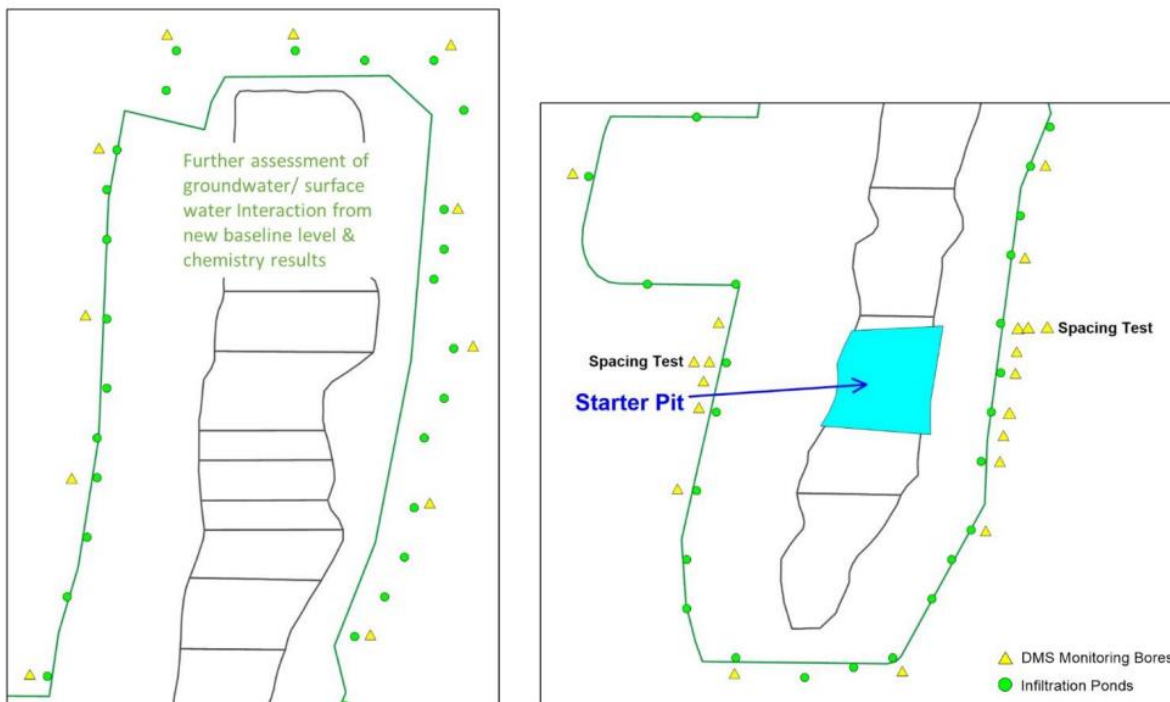 Further assessment of
groundwater/ surface
water Interaction from
new baseline level &
chemistry results
Spacing Test
Spacing Test
Starter Pit
DMS Monitoring Bores
Infiltration Ponds